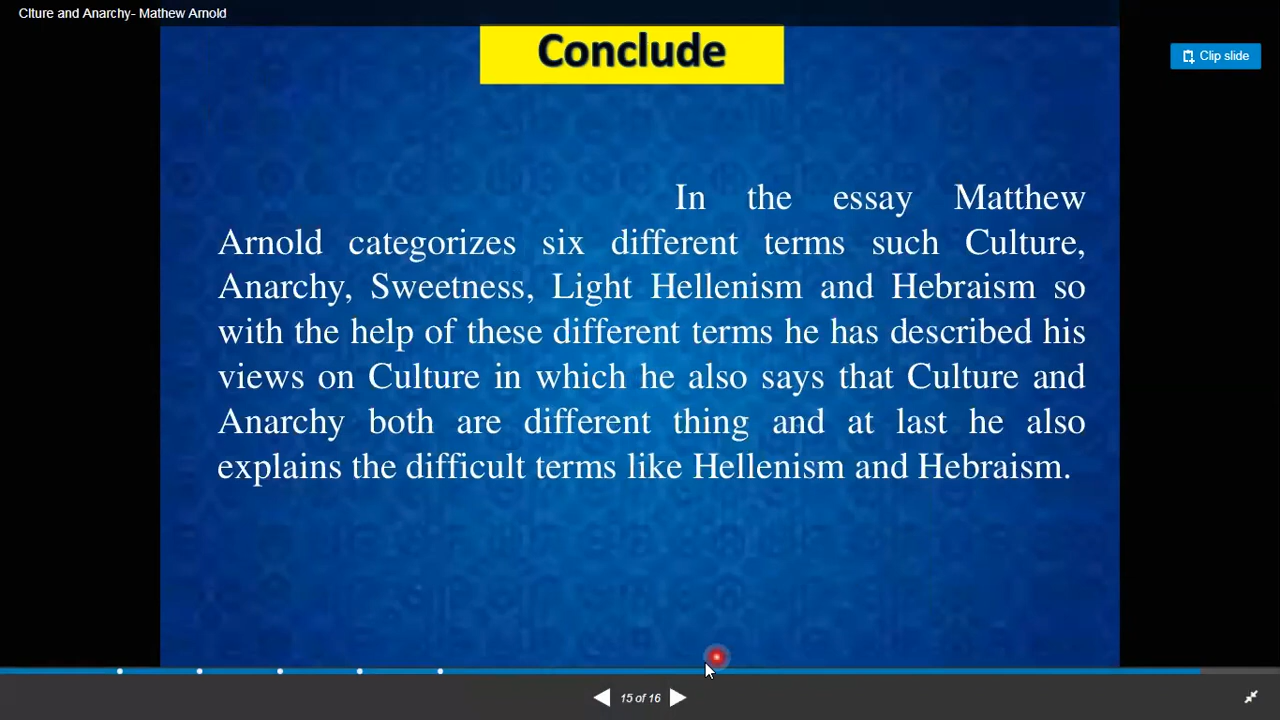 Clture and Anarchy- Mathew Arnold
Conclude
Clip slide
In the essay Matthew
Arnold categorizes six different terms such Culture,
Anarchy, Sweetness, Light Hellenism and Hebraism so
with the help of these different terms he has described his
views on Culture in which he also says that Culture and
Anarchy both are different thing and at last he also
explains the difficult terms like Hellenism and Hebraism.
15 of 16